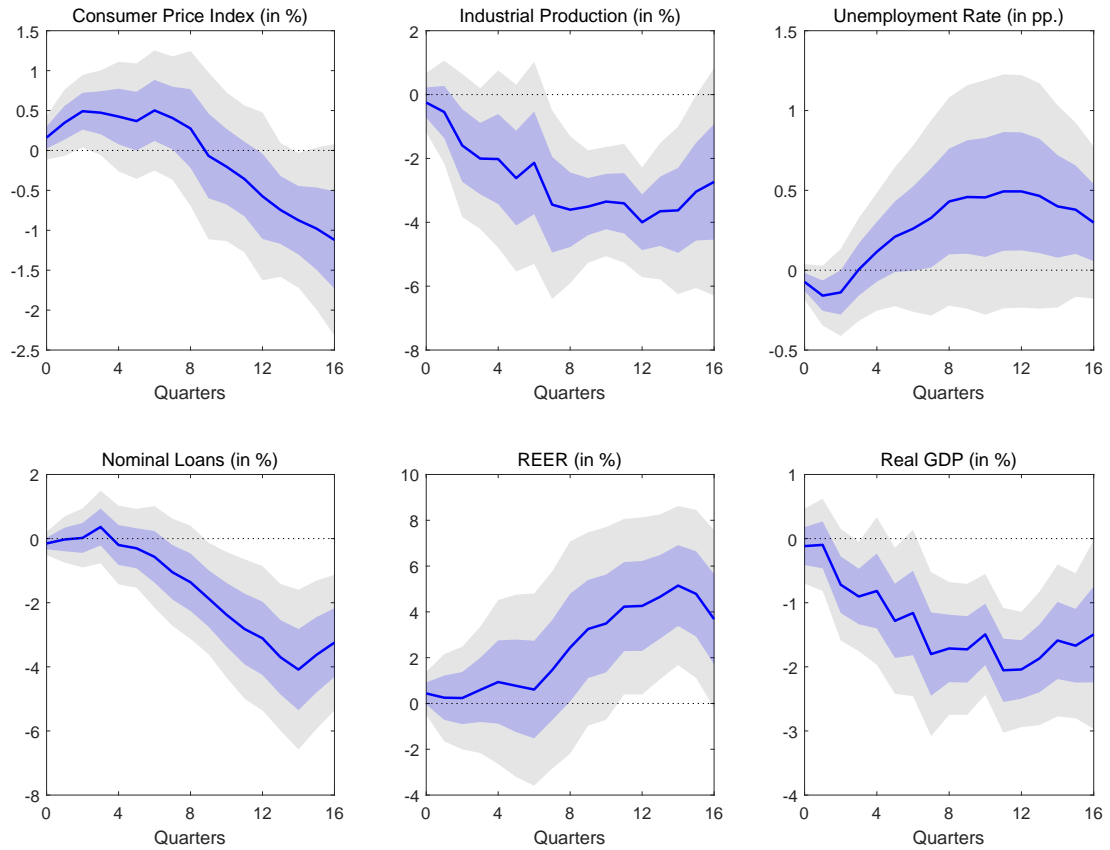 Consumer Price Index (in %)
1.5
1
0.5
0
-0.5
-1
-1.5
-2
-2.5
0 4 8 12 16
Quarters
Industrial Production (in %)
2
0
-2
-4
-6
-8
0 4 8 12 16
Quarters
Unemployment Rate (in pp.)
1.5
1
0.5
0
-0.5
0 4 8 12 16
Quarters
Nominal Loans (in %)
2
0
-2
-4
-6
-8
0 4 8 12 16
Quarters
REER (in %)
10
8
6
4
2
0
-2
-4
0 4 8 12 16
Quarters
Real GDP (in %)
1
0
-1
-2
-3
-4
0 4 8 12 16
Quarters